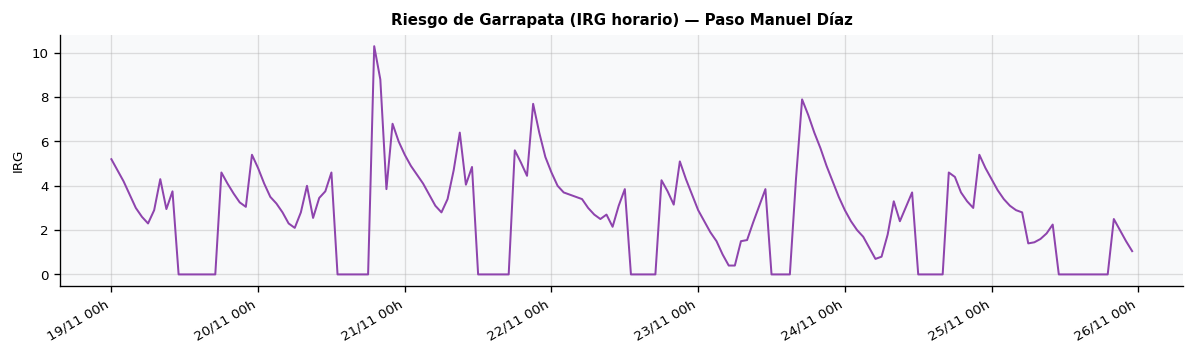 Riesgo de Garrapata (IRG horario) — Paso Manuel Díaz
IRG
10
8
6
4
2
0
19/11 00h
20/11 00h
21/11 00h
22/11 00h
23/11 00h
24/11 00h
25/11 00h
26/11 00h